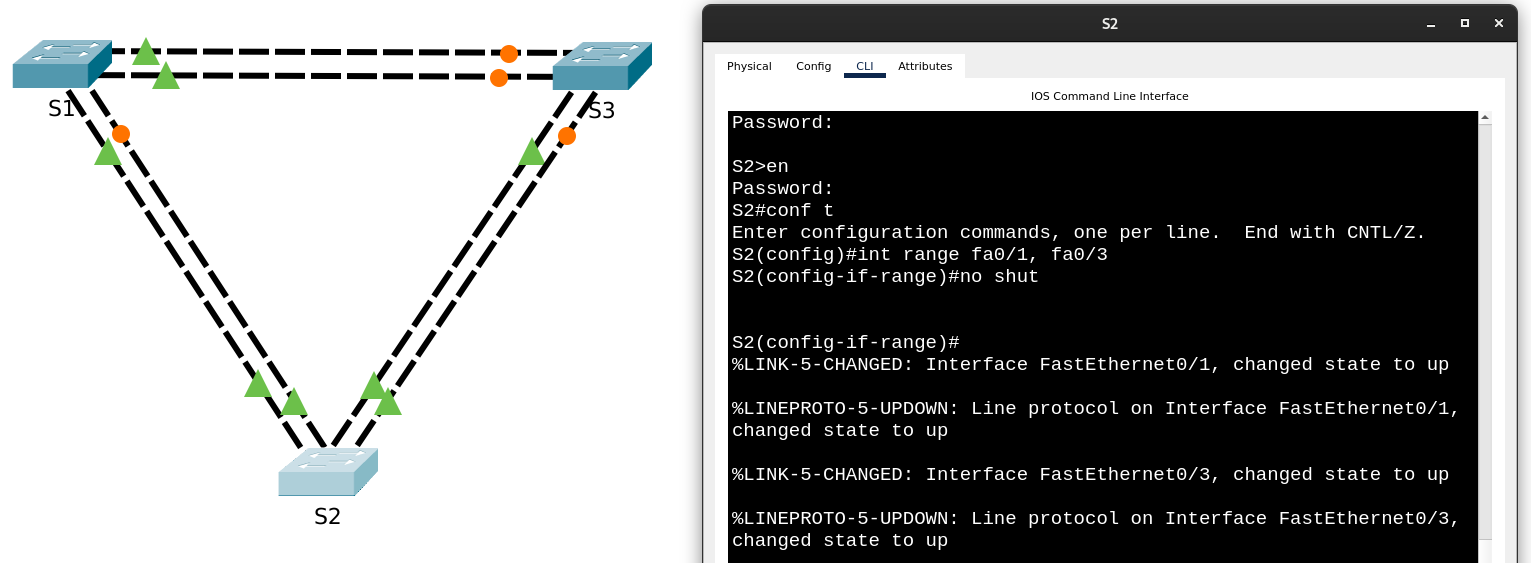 S1
S3
S2
S2
Physical Config CLI Attributes
IOS Command Line Interface
Password:
S2>en
Password:
S2#conf t
Enter configuration commands, one per line.  End with CNTL/Z.
S2(config)#int range fa0/1, fa0/3
S2(config-if-range)#no shut
S2(config-if-range)#
%LINK-5-CHANGED: Interface FastEthernet0/1, changed state to up
%LINEPROTO-5-UPDOWN: Line protocol on Interface FastEthernet0/1,
changed state to up
%LINK-5-CHANGED: Interface FastEthernet0/3, changed state to up
%LINEPROTO-5-UPDOWN: Line protocol on Interface FastEthernet0/3,
changed state to up